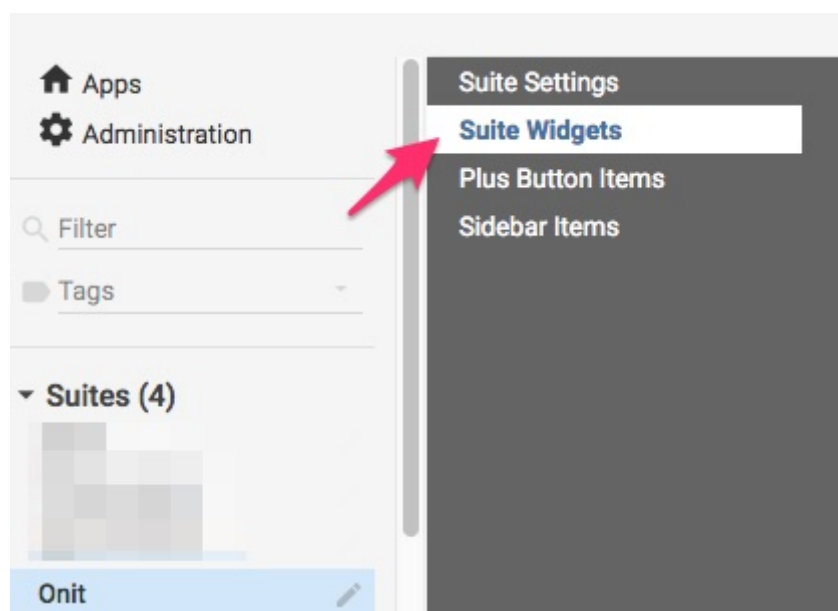 Apps
Administration
Filter
Tags
Suites (4)
Onit
Suite Settings
Suite Widgets
Plus Button Items
Sidebar Items